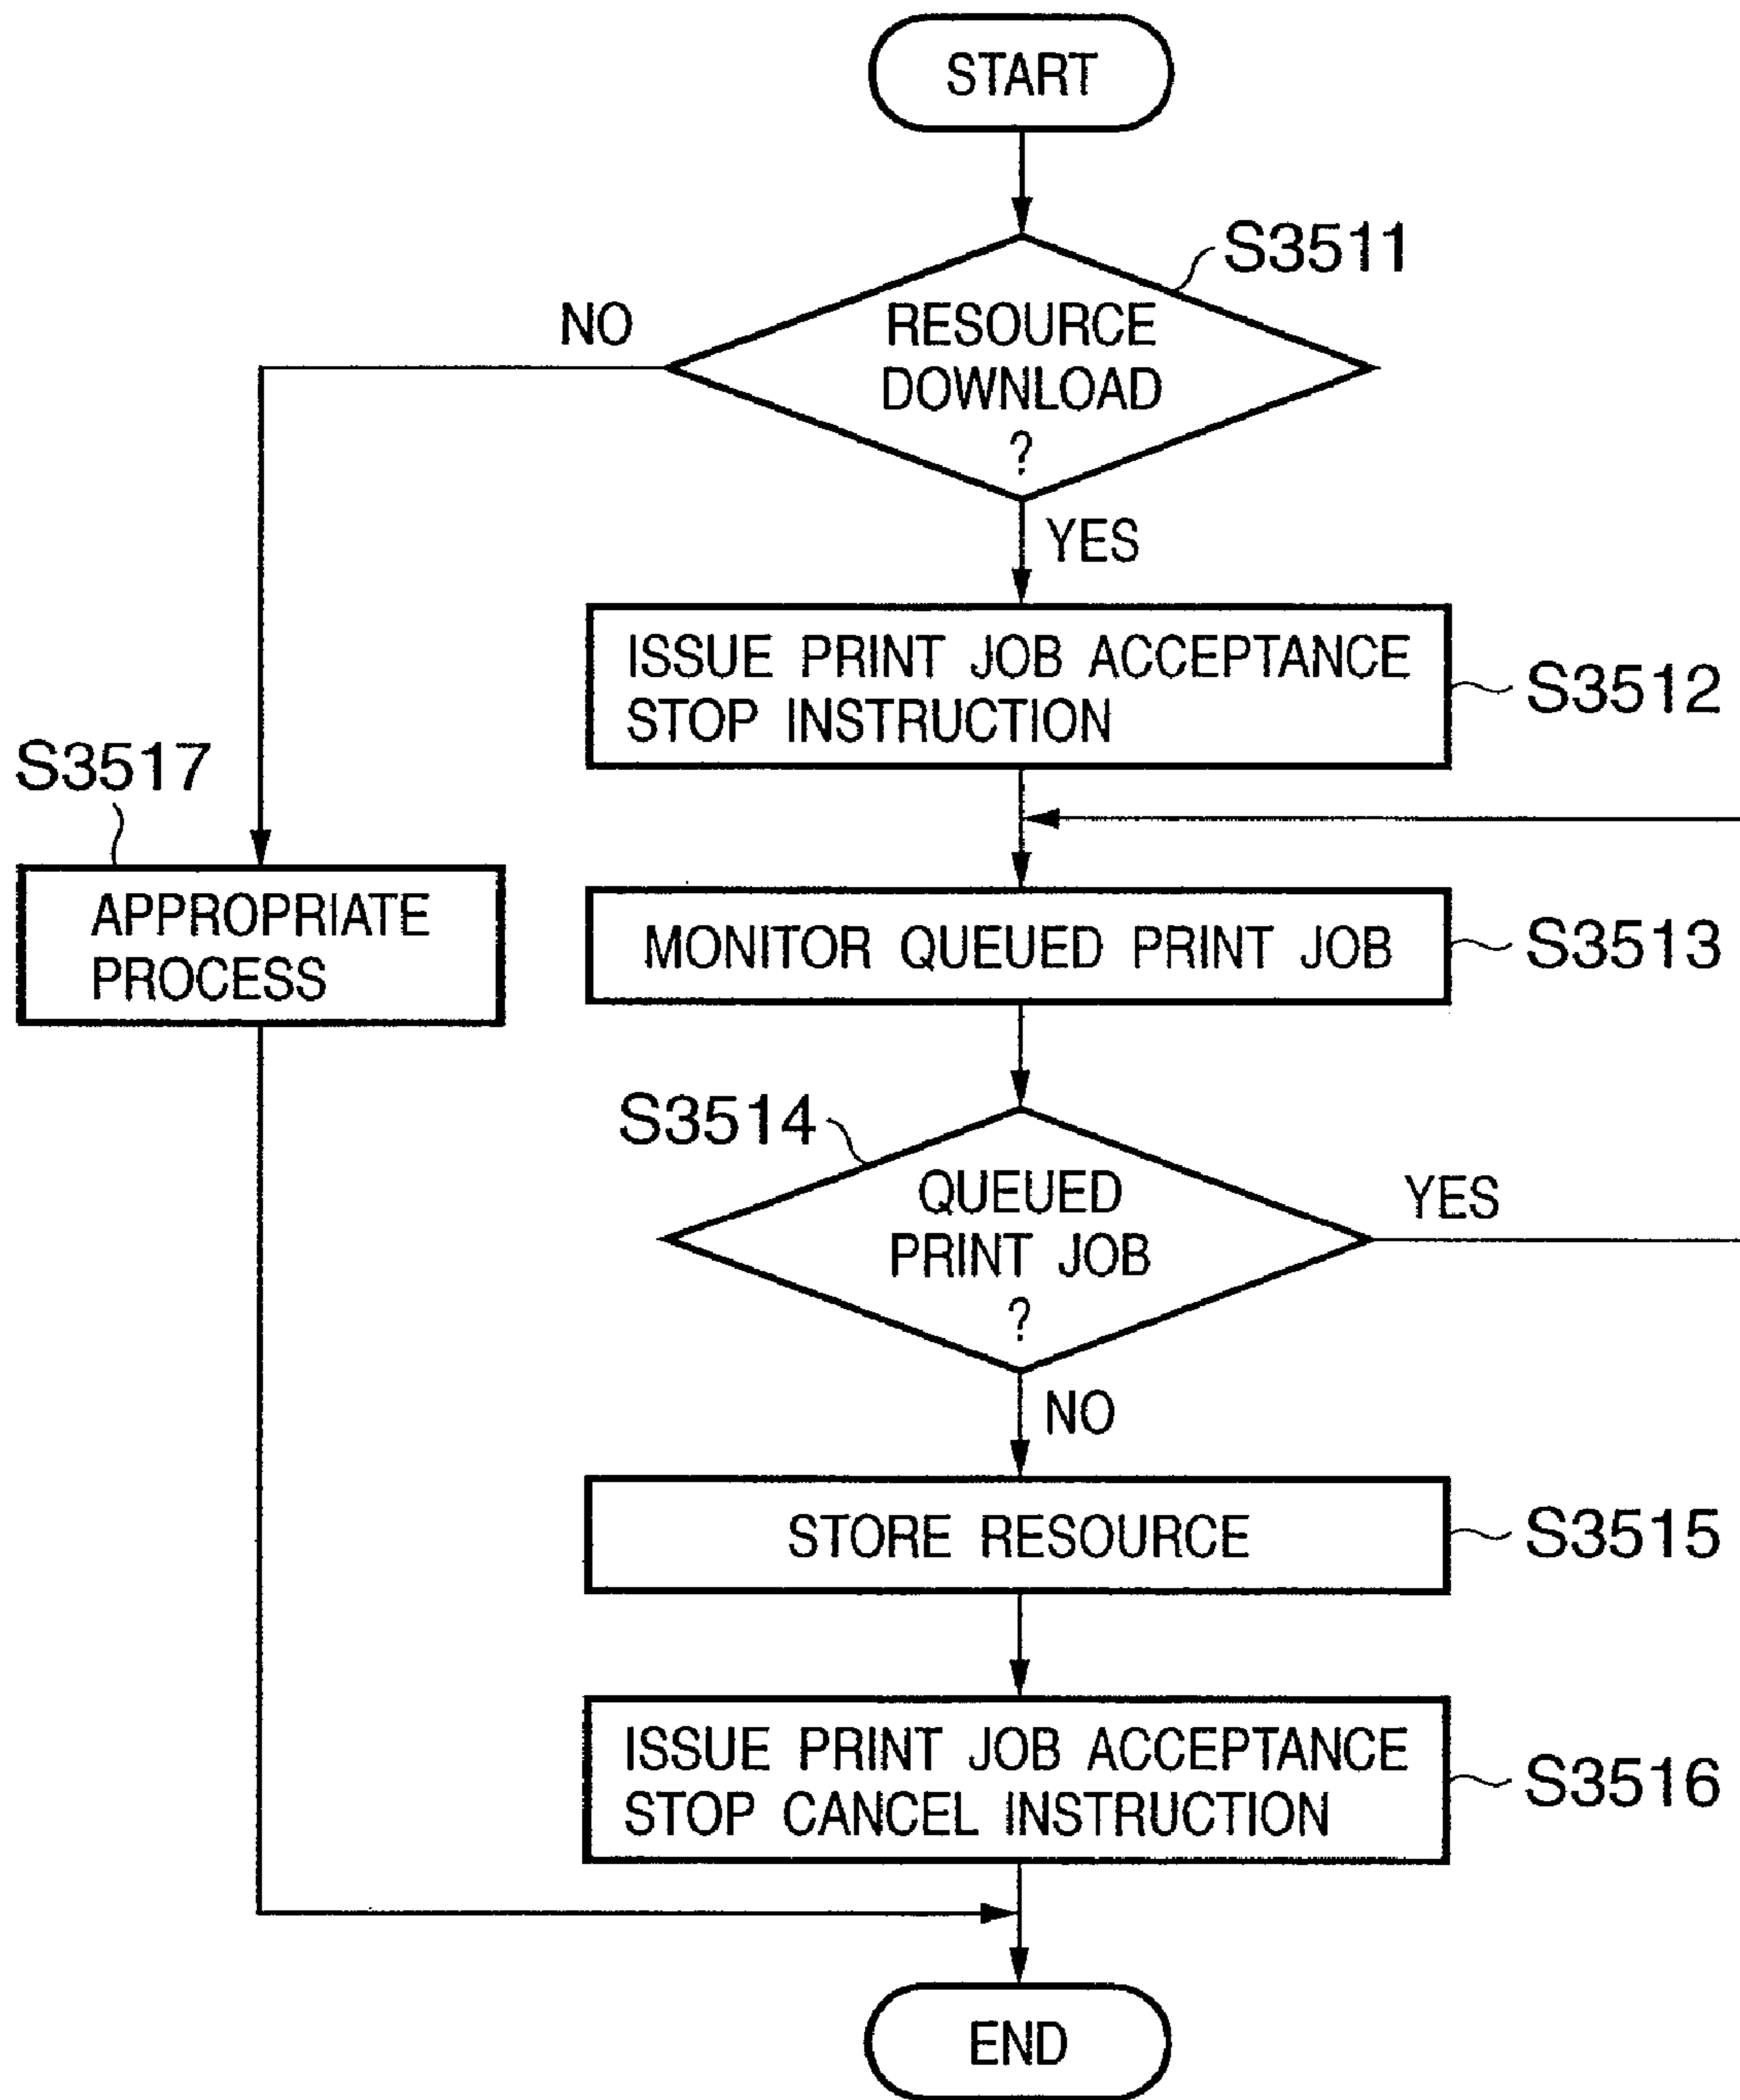 START
S3511
NO
RESOURCE
DOWNLOAD
?
YES
ISSUE PRINT JOB ACCEPTANCE
STOP INSTRUCTION
S3512
S3517
APPROPRIATE
PROCESS
MONITOR QUEUED PRINT JOB
S3513
S3514
QUEUED
PRINT JOB
?
YES
NO
STORE RESOURCE
S3515
ISSUE PRINT JOB ACCEPTANCE
STOP CANCEL INSTRUCTION
S3516
END